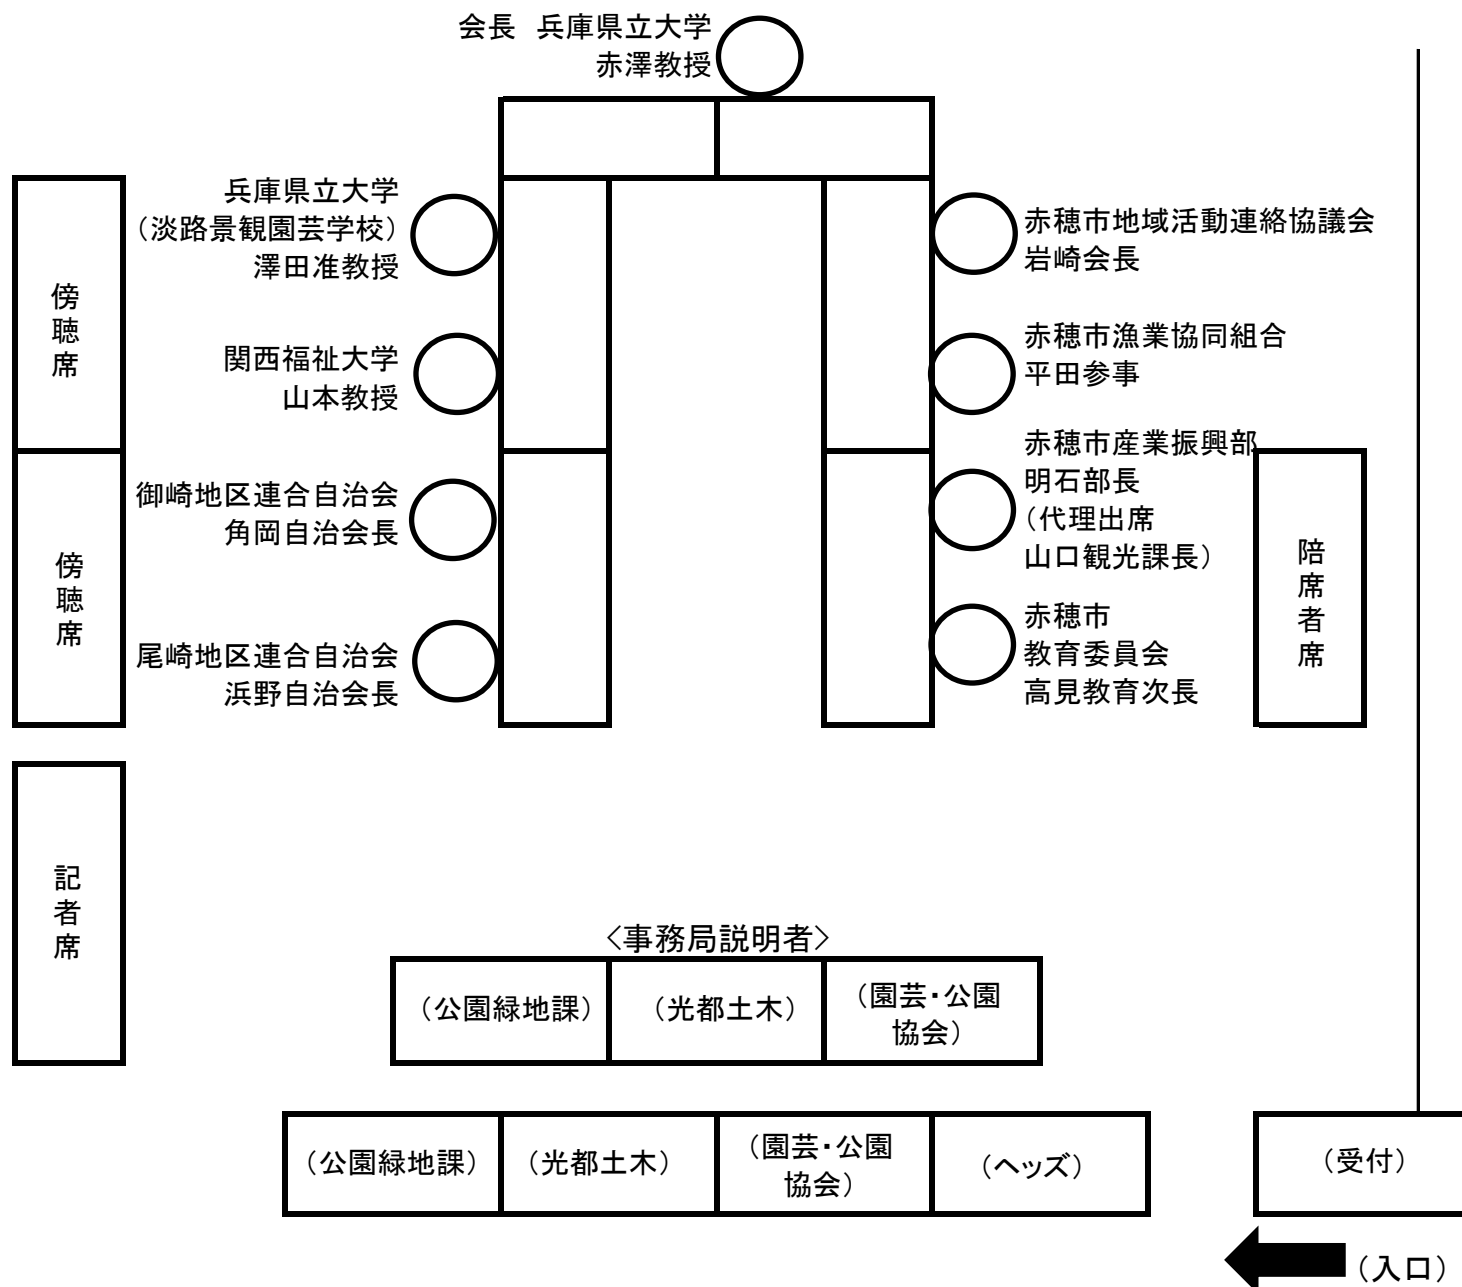 会長　兵庫県立大学
赤澤教授
兵庫県立大学
（淡路景観園芸学校）
澤田准教授
関西福祉大学
山本教授
御崎地区連合自治会
角岡自治会長
尾崎地区連合自治会
浜野自治会長
赤穂市地域活動連絡協議会
岩崎会長
赤穂市漁業協同組合
平田参事
赤穂市産業振興部
明石部長
（代理出席
山口観光課長）
赤穂市
教育委員会
高見教育次長
傍聴席
傍聴席
記者席
陪席者席
＜事務局説明者＞
（公園緑地課）
（光都土木）
（園芸・公園
協会）
（公園緑地課）
（光都土木）
（園芸・公園
協会）
（ヘッズ）
（受付）
（入口）